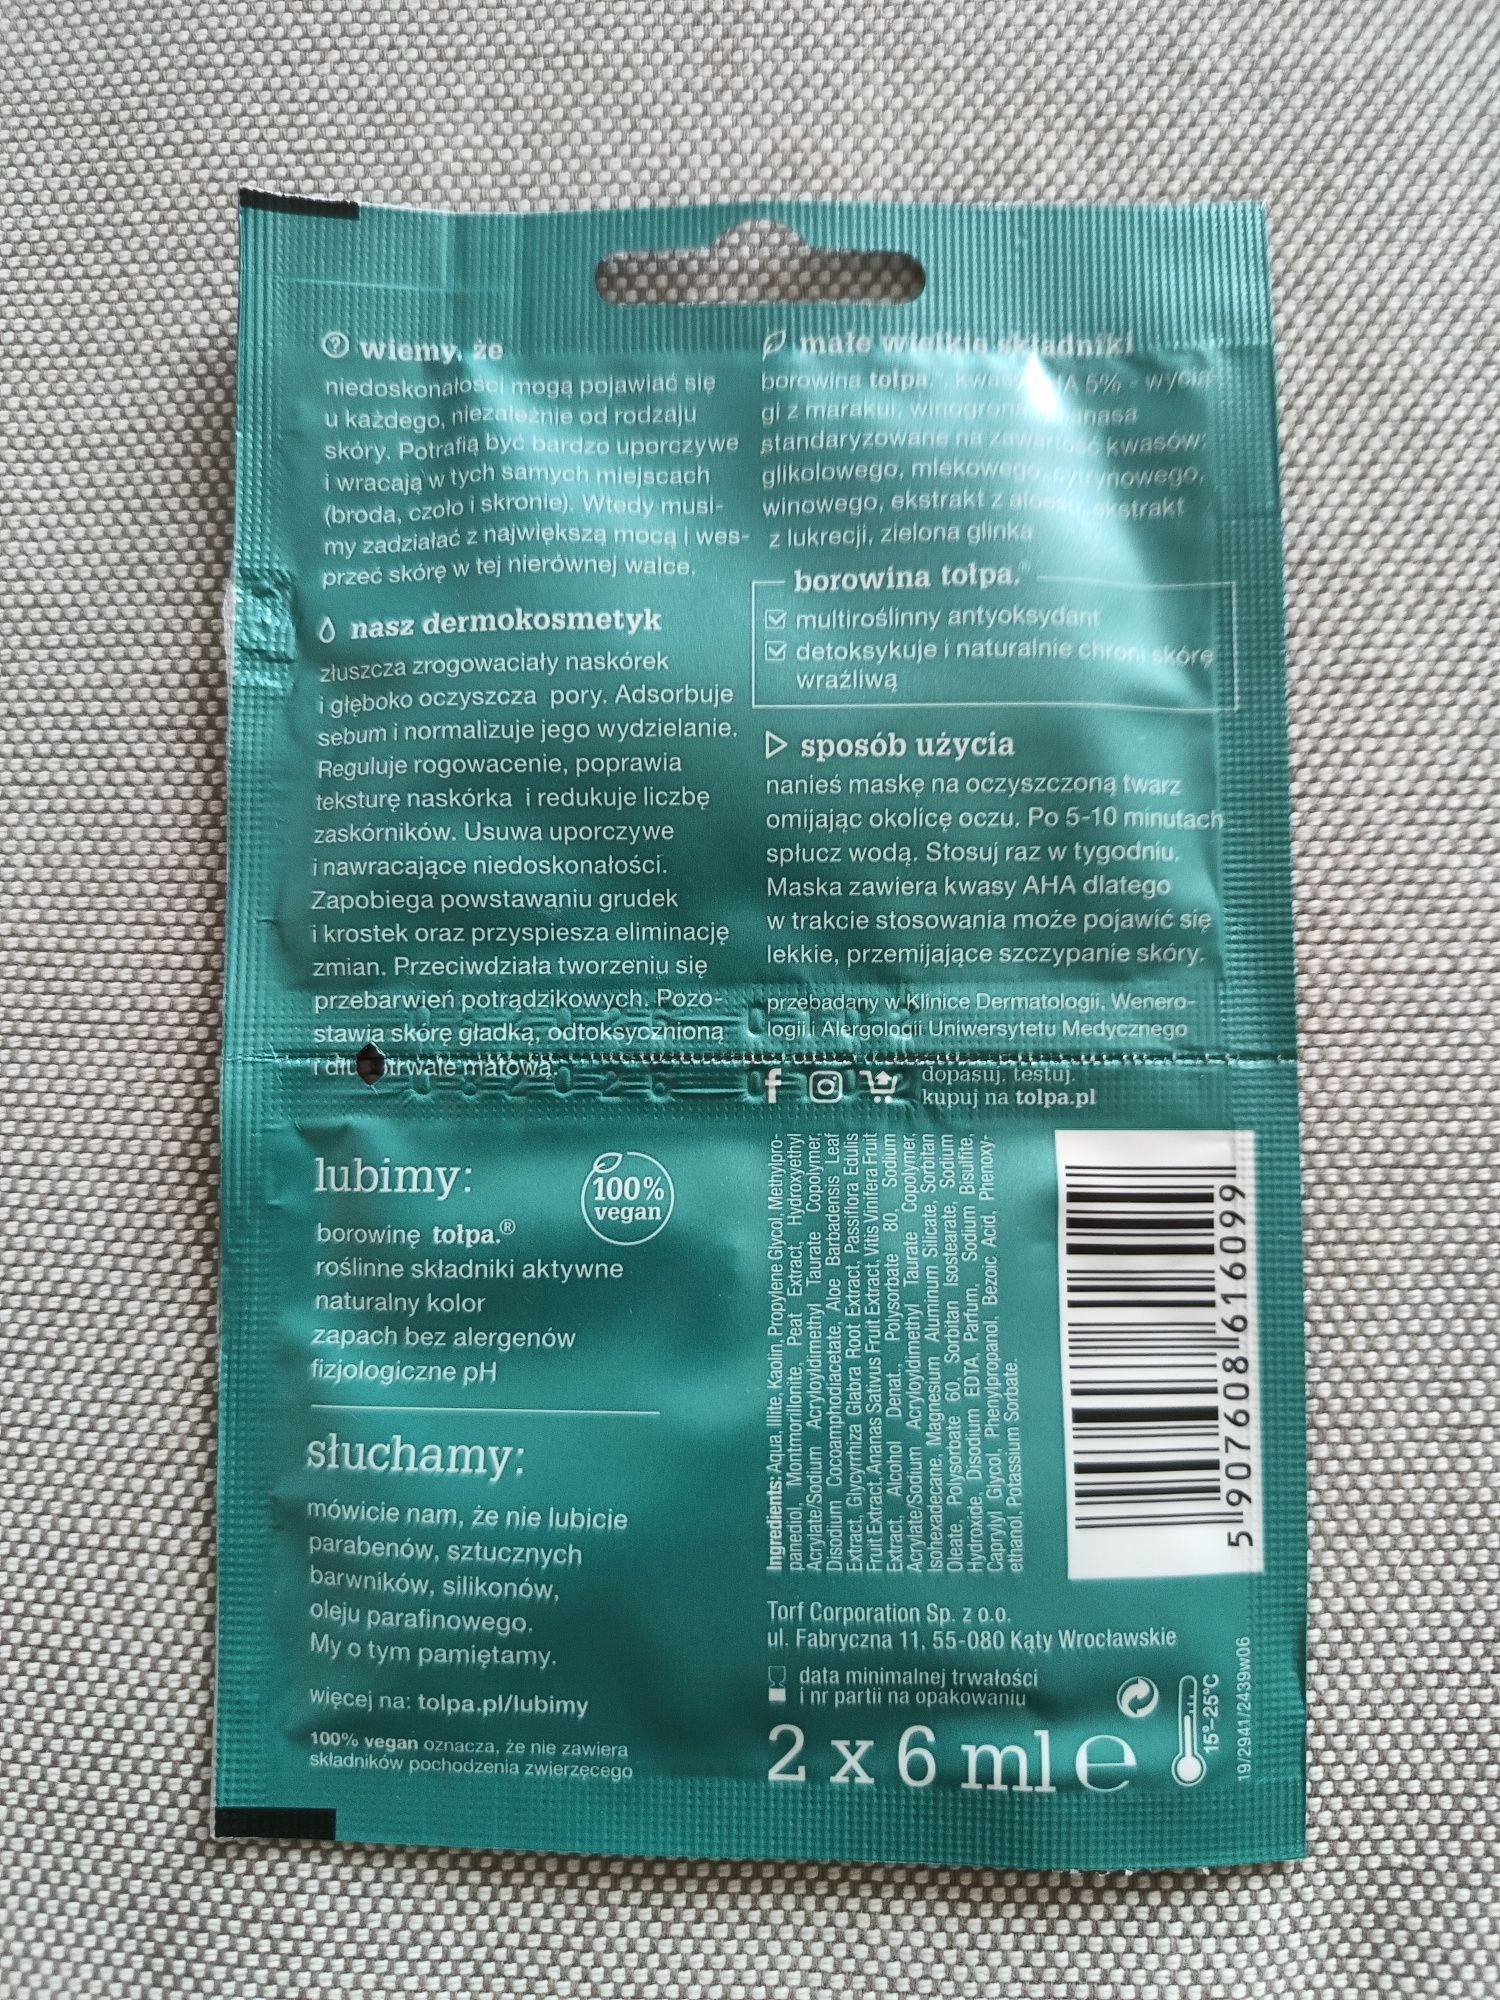 wiemy, że
niedoskonałości mogą pojawiać się
u każdego, niezależnie od rodzaju
skóry. Potrafią być bardzo uporczywe
i wracają w tych samych miejscach
(broda, czoło i skronie). Wtedy musi-
my zadziałać z największą mocą i wes-
przeć skórę w tej nierównej walce.
nasz dermokosmetyk
złuszcza zrogowaciały naskórek
i głęboko oczyszcza pory. Adsorbuje
sebum i normalizuje jego wydzielanie.
Reguluje rogowacenie, poprawia
teksturę naskórka i redukuje liczbę
zaskórników. Usuwa uporczywe
i nawracające niedoskonałości.
Zapobiega powstawaniu grudek
i krostek oraz przyspiesza eliminację
zmian. Przeciwdziała tworzeniu się
przebarwień potrądzikowych. Pozo-
stawia skórę gładką, odtoksycznioną
i matową.
małe wielkie składniki
borowina tołpa.® 5% - wycią-
gi z marakui,
standaryzowane na zawartość kwasów:
glikolowego, mlekowego, cytrynowego,
winowego, ekstrakt z aloesu, ekstrakt
z lukrecji, zielona glinka
borowina tołpa.®
multiroślinny antyoksydant
detoksykuje i naturalnie chroni skórę
wrażliwą
sposób użycia
nanieś maskę na oczyszczoną twarz
omijając okolicę oczu. Po 5-10 minutach
spłucz wodą. Stosuj raz w tygodniu.
Maska zawiera kwasy AHA dlatego
w trakcie stosowania może pojawić się
lekkie, przemijające szczypanie skóry.
przebadany w Klinice Dermatologii, Wenero-
logii i Alergologii Uniwersytetu Medycznego
dopasuj. testuj.
kupuj na tolpa.pl
lubimy:
100%
vegan
borowinę tołpa.®
roślinne składniki aktywne
naturalny kolor
zapach bez alergenów
fizjologiczne pH
słuchamy:
mówicie nam, że nie lubicie
parabenów, sztucznych
barwników, silikonów,
oleju parafinowego.
My o tym pamiętamy.
więcej na: tolpa.pl/lubimy
100% vegan oznacza, że nie zawiera
składników pochodzenia zwierzęcego
Ingredients: Aqua, Illite, Kaolin, Propylene Glycol, Methylpro-
panediol, Montmorillonite, Peat Extract, Hydroxyethyl
Acrylate/Sodium Acryloyldimethyl Taurate Copolymer,
Disodium Cocoamphodiacetate, Aloe Barbadensis Leaf
Extract, Glycyrrhiza Glabra Root Extract, Passiflora Edulis
Fruit Extract, Ananas Sativus Fruit Extract, Vitis Vinifera Fruit
Extract, Alcohol Denat., Polysorbate 80, Sodium
Acrylate/Sodium Acryloyldimethyl Taurate Copolymer,
Isohexadecane, Magnesium Aluminum Silicate, Sorbitan
Oleate, Polysorbate 60, Sorbitan Isostearate, Sodium
Hydroxide, Disodium EDTA, Parfum, Sodium Bisulfite,
Caprylyl Glycol, Phenylpropanol, Bezoic Acid, Phenoxy-
ethanol, Potassium Sorbate.
5 907608 616099
Torf Corporation Sp. z o.o.
ul. Fabryczna 11, 55-080 Kąty Wrocławskie
data minimalnej trwałości
i nr partii na opakowaniu
2 x 6 ml e
15°-25°C
19/2941/2439w06